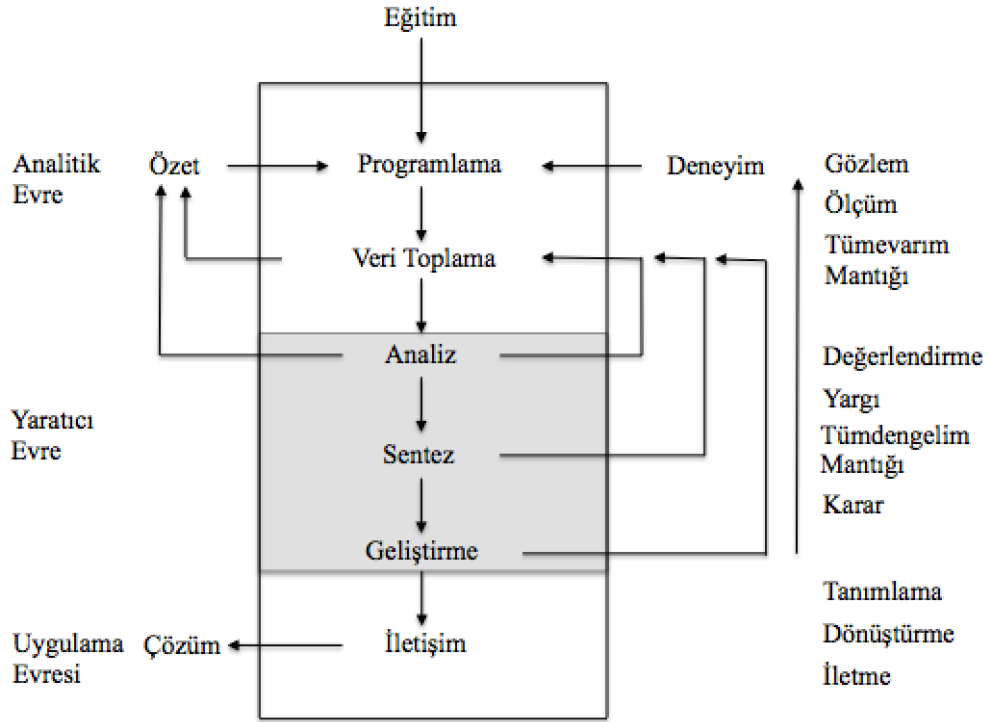 Eğitim
Analitik
Evre
Özet
Programlama
Deneyim
Gözlem
Ölçüm
Tümevarım
Mantığı
Veri Toplama
Analiz
Değerlendirme
Yargı
Tümdengelim
Mantığı
Karar
Yaratıcı
Evre
Sentez
Geliştirme
Tanımlama
Dönüştürme
İletme
Uygulama
Evresi
Çözüm
İletişim